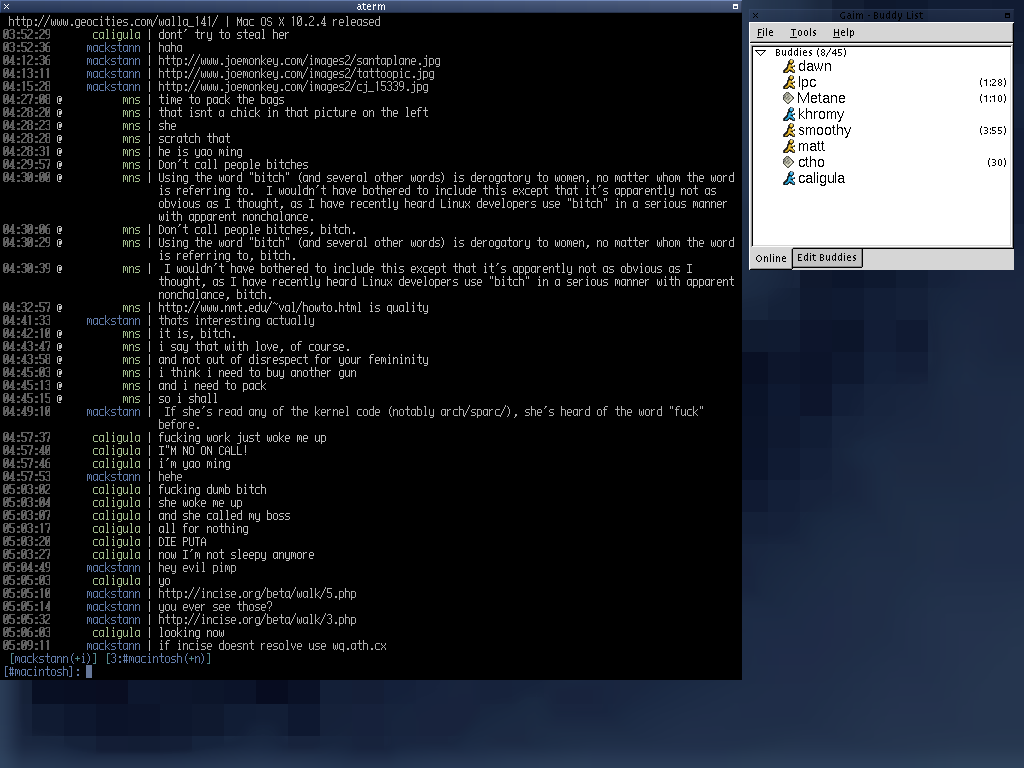 aterm
http://www.geocities.com/walla_141/ | Mac OS X 10.2.4 released
03:52:29 caligula | dont' try to steal her
03:52:36 mackstann | haha
04:12:36 mackstann | http://www.joemonkey.com/images2/santaplane.jpg
04:13:11 mackstann | http://www.joemonkey.com/images2/tattoopic.jpg
04:15:28 mackstann | http://www.joemonkey.com/images2/cj_15339.jpg
04:27:08 @ mns | time to pack the bags
04:28:20 @ mns | that isnt a chick in that picture on the left
04:28:23 @ mns | she
04:28:28 @ mns | scratch that
04:28:31 @ mns | he is yao ming
04:29:57 @ mns | Don't call people bitches
04:30:00 @ mns | Using the word "bitch" (and several other words) is derogatory to women, no matter whom the word
is referring to.  I wouldn't have bothered to include this except that it's apparently not as
obvious as I thought, as I have recently heard Linux developers use "bitch" in a serious manner
with apparent nonchalance.
04:30:06 @ mns | Don't call people bitches, bitch.
04:30:29 @ mns | Using the word "bitch" (and several other words) is derogatory to women, no matter whom the word
is referring to, bitch.
04:30:39 @ mns |  I wouldn't have bothered to include this except that it's apparently not as obvious as I
thought, as I have recently heard Linux developers use "bitch" in a serious manner with apparent
nonchalance, bitch.
04:32:57 @ mns | http://www.nmt.edu/~val/howto.html is quality
04:41:33 mackstann | thats interesting actually
04:42:10 @ mns | it is, bitch.
04:43:47 @ mns | i say that with love, of course.
04:43:58 @ mns | and not out of disrespect for your femininity
04:45:03 @ mns | i think i need to buy another gun
04:45:13 @ mns | and i need to pack
04:45:15 @ mns | so i shall
04:49:10 mackstann |  If she's read any of the kernel code (notably arch/sparc/), she's heard of the word "fuck"
before.
04:57:37 caligula | fucking work just woke me up
04:57:40 caligula | I"M NO ON CALL!
04:57:46 caligula | i'm yao ming
04:57:53 mackstann | hehe
05:03:02 caligula | fucking dumb bitch
05:03:04 caligula | she woke me up
05:03:07 caligula | and she called my boss
05:03:17 caligula | all for nothing
05:03:20 caligula | DIE PUTA
05:03:27 caligula | now I'm not sleepy anymore
05:04:49 mackstann | hey evil pimp
05:05:03 caligula | yo
05:05:10 mackstann | http://incise.org/beta/walk/5.php
05:05:14 mackstann | you ever see those?
05:05:32 mackstann | http://incise.org/beta/walk/3.php
05:06:03 caligula | looking now
05:09:11 mackstann | if incise doesnt resolve use wq.ath.cx
[mackstann(+i)] [3:#macintosh(+n)]
[#macintosh]:
Gaim - Buddy List
File Tools Help
Buddies (8/45)
dawn
lpc (1:28)
Metane (1:10)
khromy
smoothy (3:55)
matt
ctho (30)
caligula
Online Edit Buddies